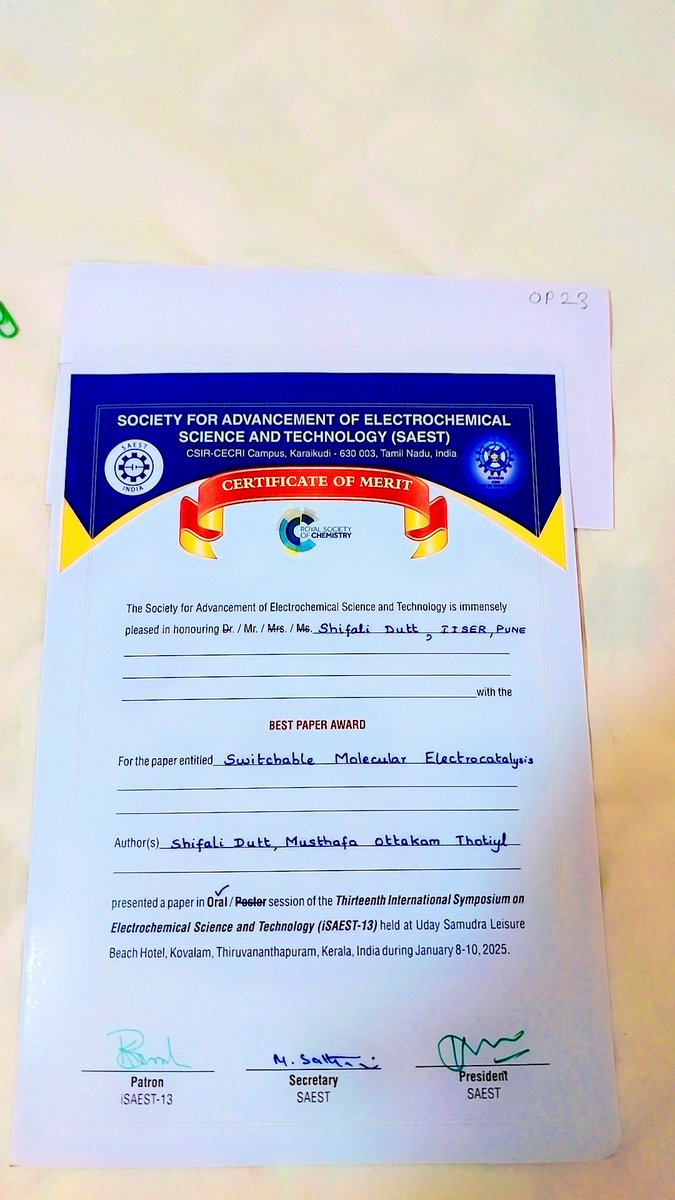 OP 23
SOCIETY FOR ADVANCEMENT OF ELECTROCHEMICAL
SCIENCE AND TECHNOLOGY (SAEST)
CSIR-CECRI Campus, Karaikudi - 630 003, Tamil Nadu, India
SAEST
INDIA
CERTIFICATE OF MERIT
ROYAL SOCIETY
OF CHEMISTRY
The Society for Advancement of Electrochemical Science and Technology is immensely
pleased in honouring Dr. / Mr. / Mrs. / Ms. Shifali Dutt, IISER, PUNE
with the
BEST PAPER AWARD
For the paper entitled Switchable Molecular Electrocatalysis
Author(s) Shifali Dutt, Musthafa Ottakam Thotiyl
presented a paper in Oral / Poster session of the Thirteenth International Symposium on
Electrochemical Science and Technology (iSAEST-13) held at Uday Samudra Leisure
Beach Hotel, Kovalam, Thiruvananthapuram, Kerala, India during January 8-10, 2025.
Patron
iSAEST-13
Secretary
SAEST
President
SAEST